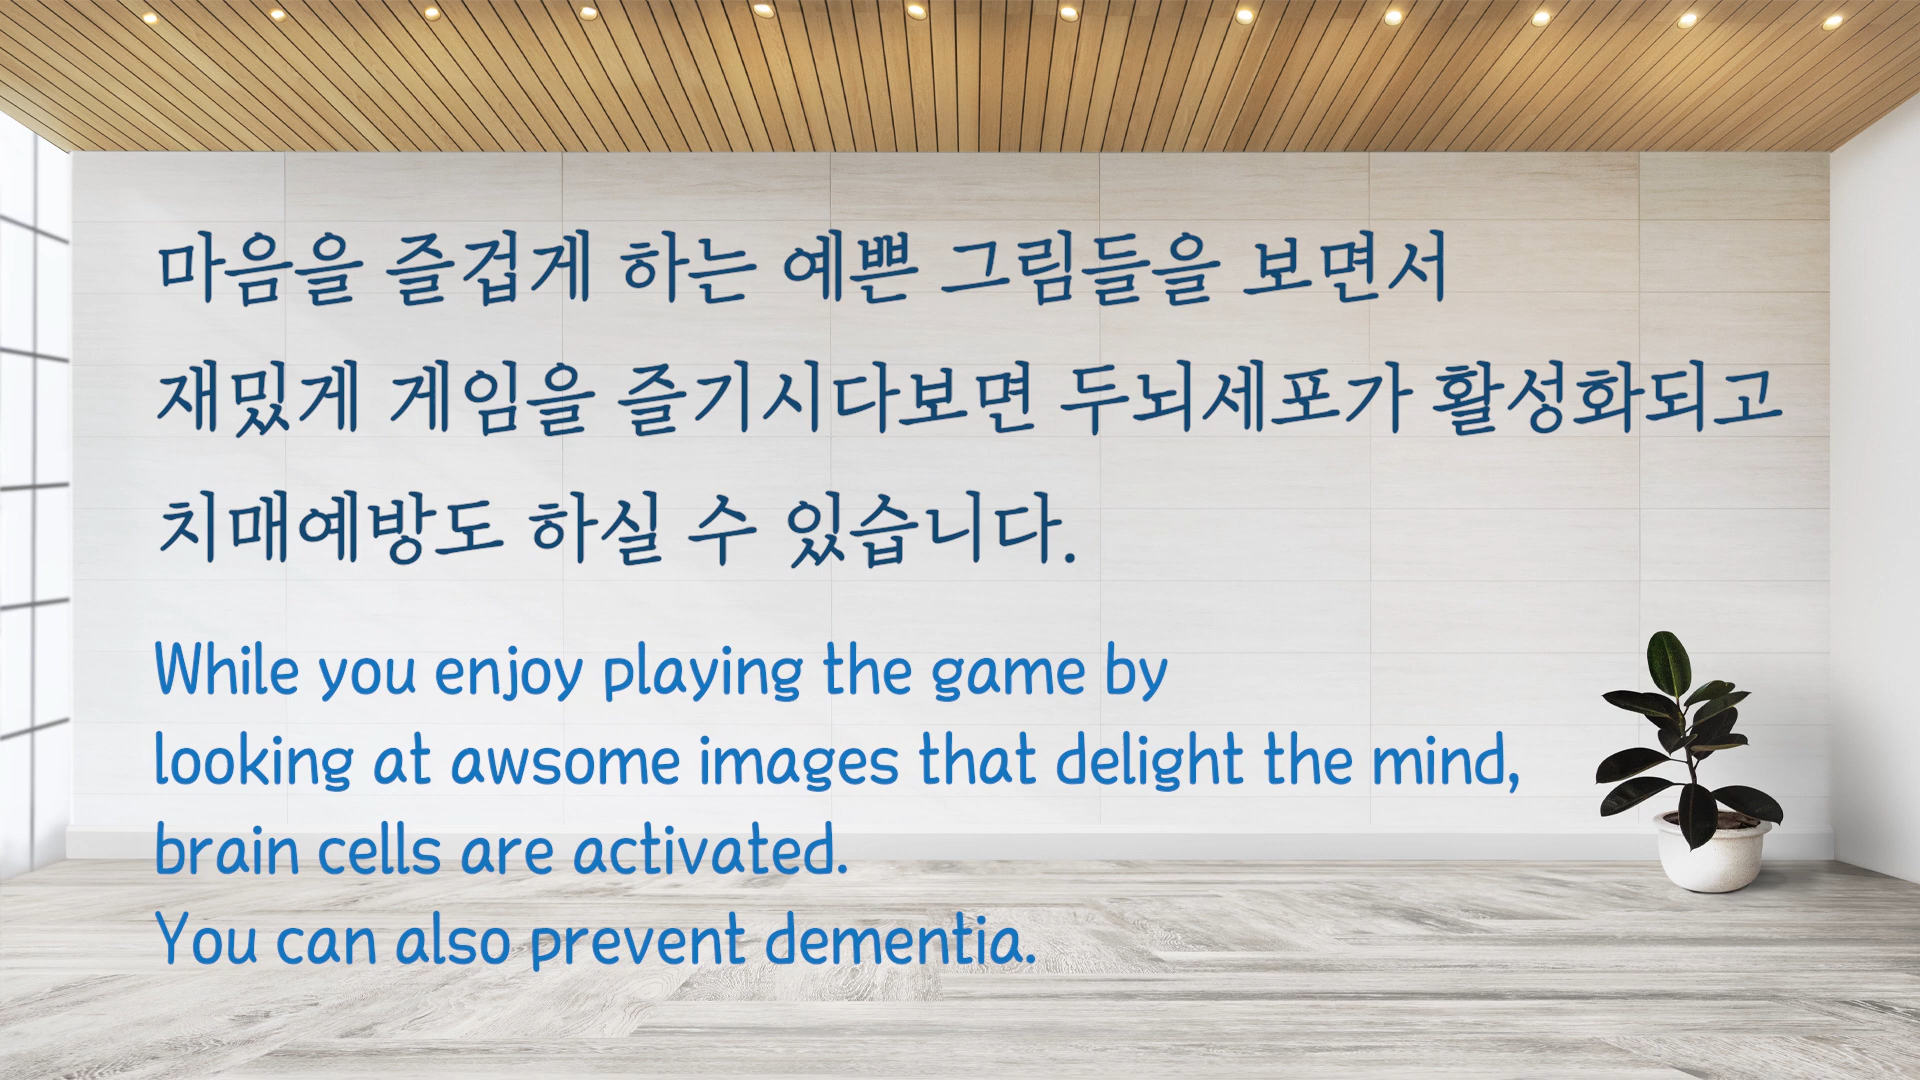 마음을 즐겁게 하는 예쁜 그림들을 보면서
재밌게 게임을 즐기시다보면 두뇌세포가 활성화되고
치매예방도 하실 수 있습니다.
While you enjoy playing the game by
looking at awsome images that delight the mind,
brain cells are activated.
You can also prevent dementia.